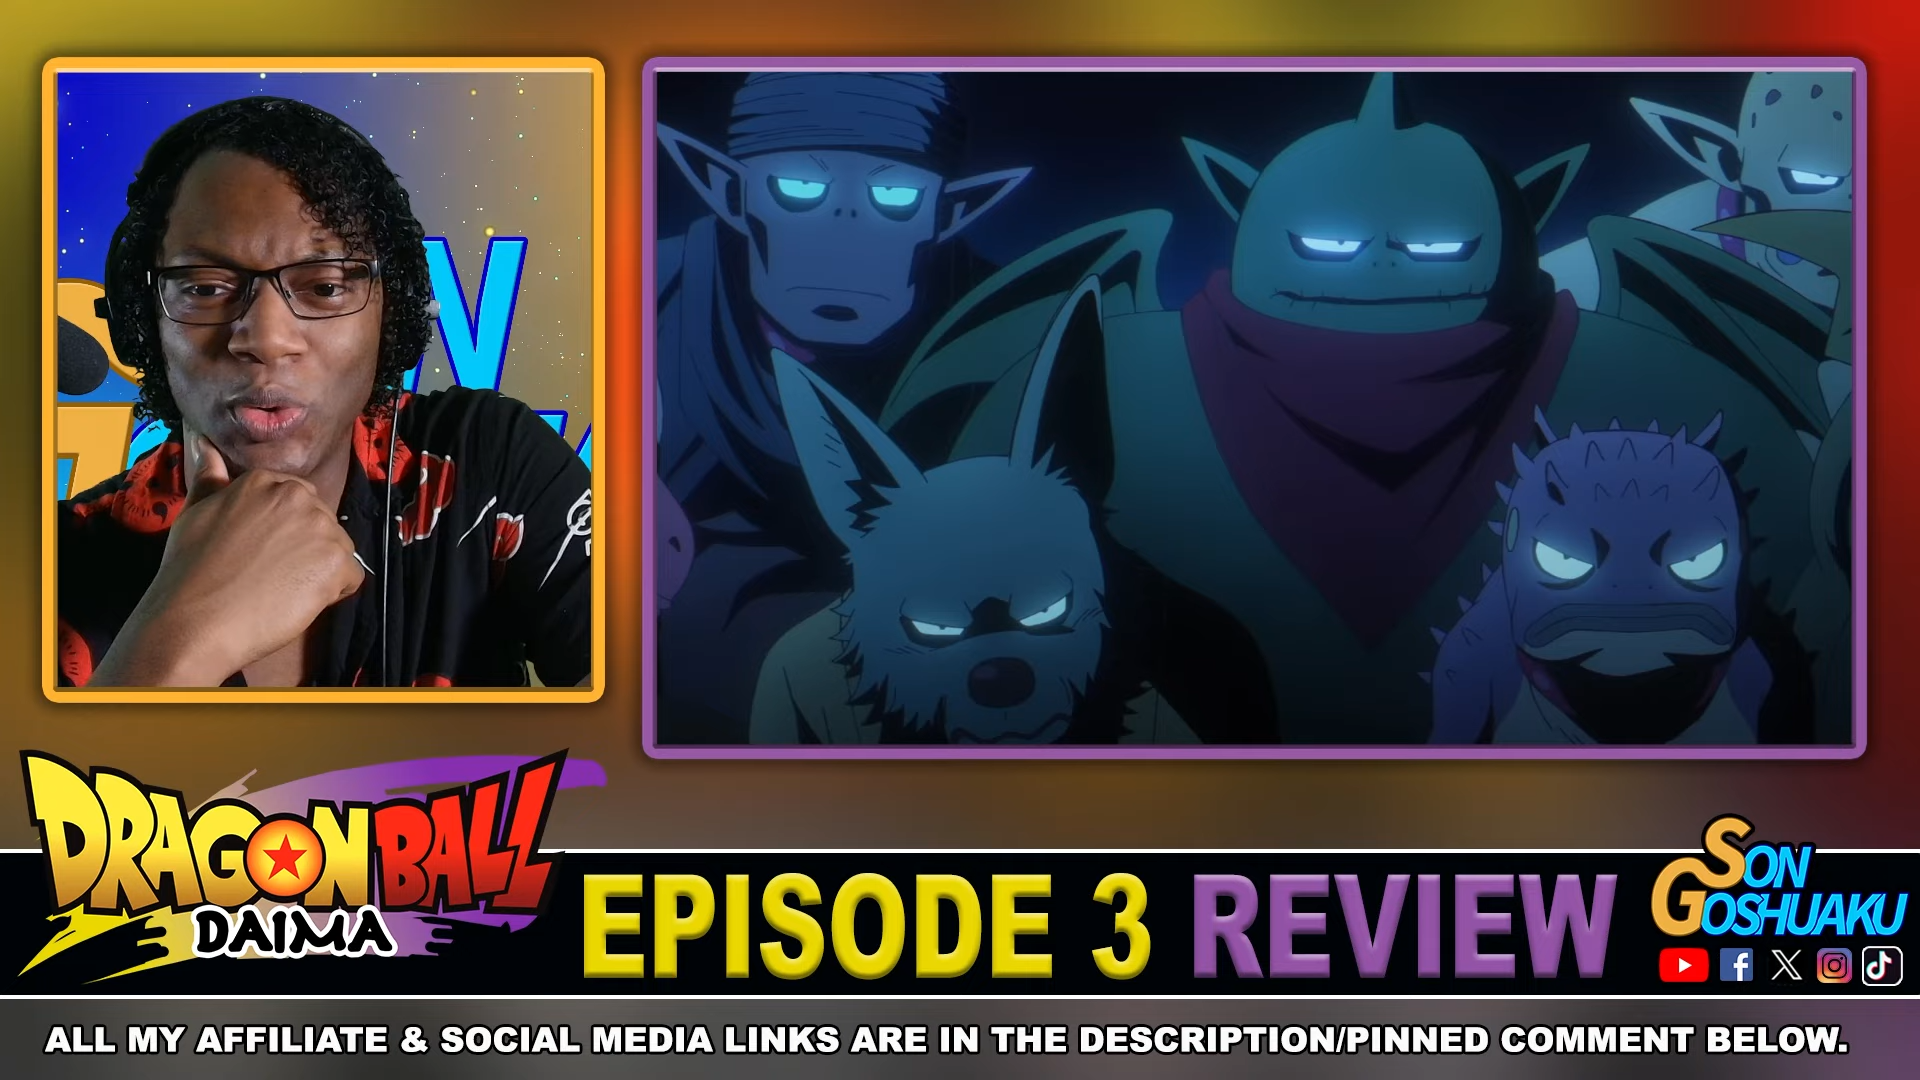 DRAGON BALL
DAIMA
EPISODE 3 REVIEW
SON
GOSHUAKU
ALL MY AFFILIATE & SOCIAL MEDIA LINKS ARE IN THE DESCRIPTION/PINNED COMMENT BELOW.